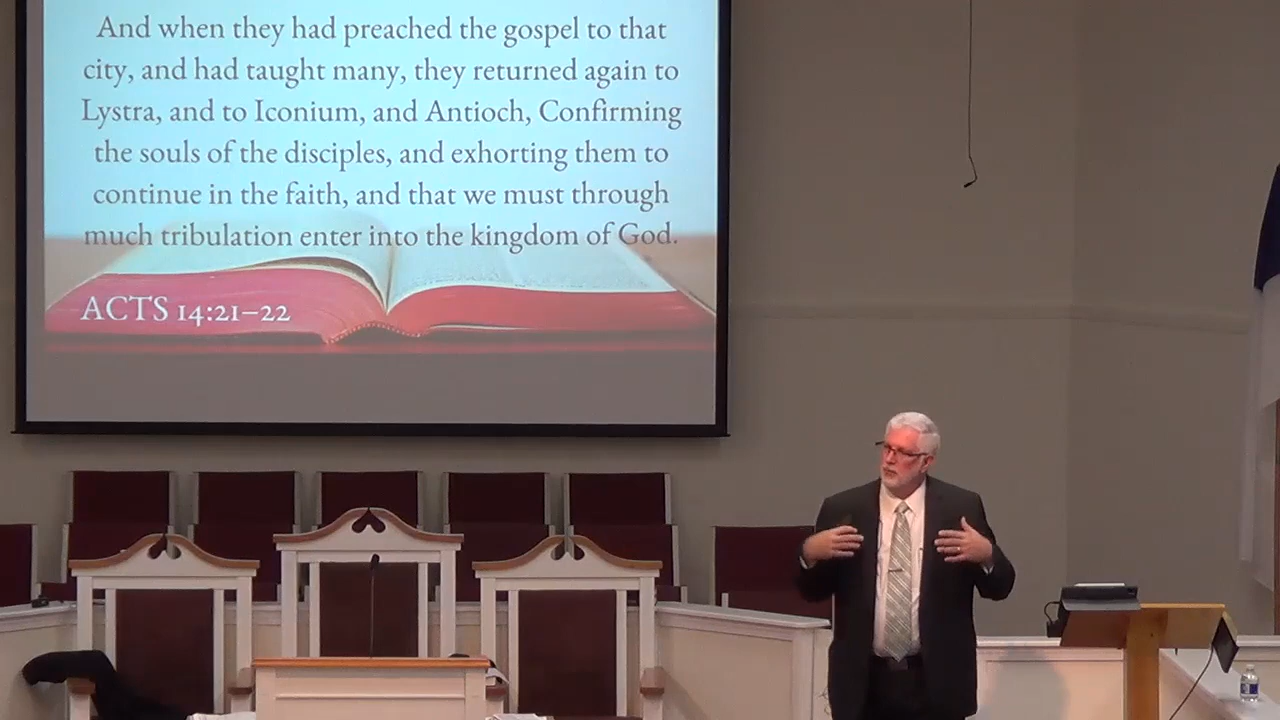 And when they had preached the gospel to that
city, and had taught many, they returned again to
Lystra, and to Iconium, and Antioch, Confirming
the souls of the disciples, and exhorting them to
continue in the faith, and that we must through
much tribulation enter into the kingdom of God.
ACTS 14:21–22